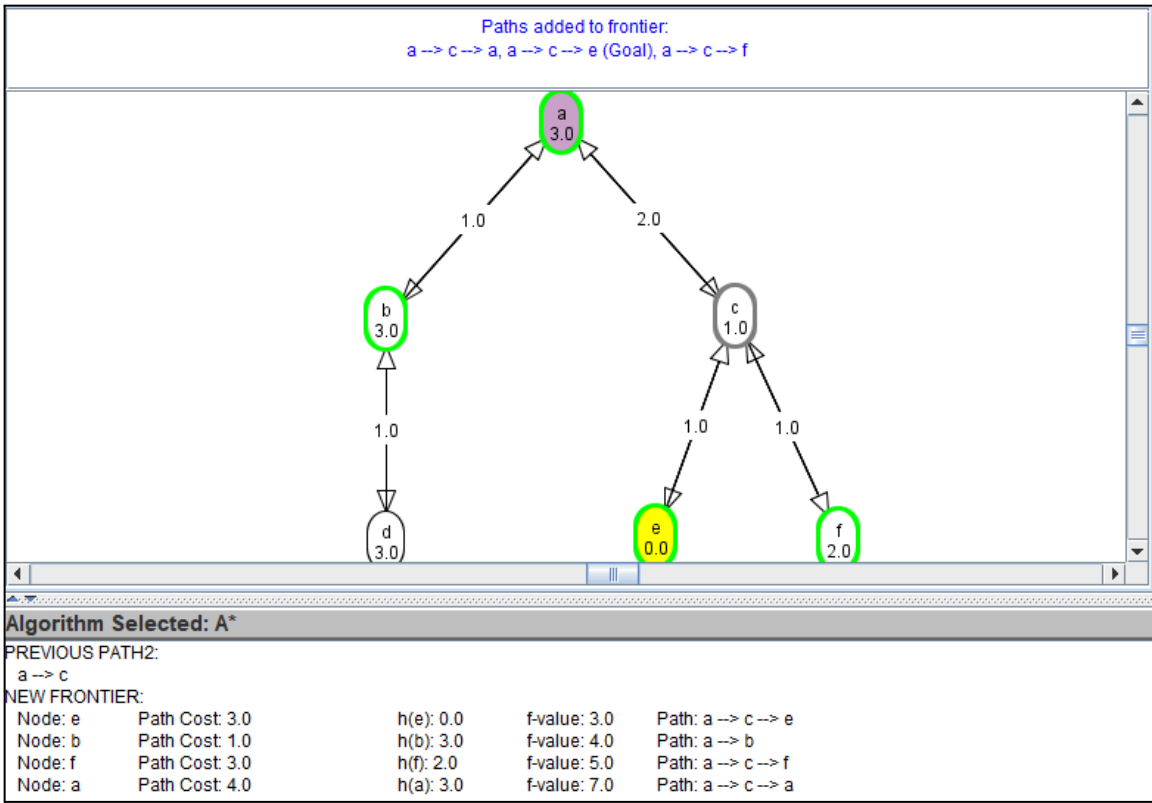 Paths added to frontier:
a --> c --> a, a --> c --> e (Goal), a --> c --> f
a
3.0
1.0
2.0
b
3.0
c
1.0
1.0
1.0
1.0
d
3.0
e
0.0
f
2.0
Algorithm Selected: A*
PREVIOUS PATH2:
a --> c
NEW FRONTIER:
Node: e Path Cost: 3.0 h(e): 0.0 f-value: 3.0 Path: a --> c --> e
Node: b Path Cost: 1.0 h(b): 3.0 f-value: 4.0 Path: a --> b
Node: f Path Cost: 3.0 h(f): 2.0 f-value: 5.0 Path: a --> c --> f
Node: a Path Cost: 4.0 h(a): 3.0 f-value: 7.0 Path: a --> c --> a